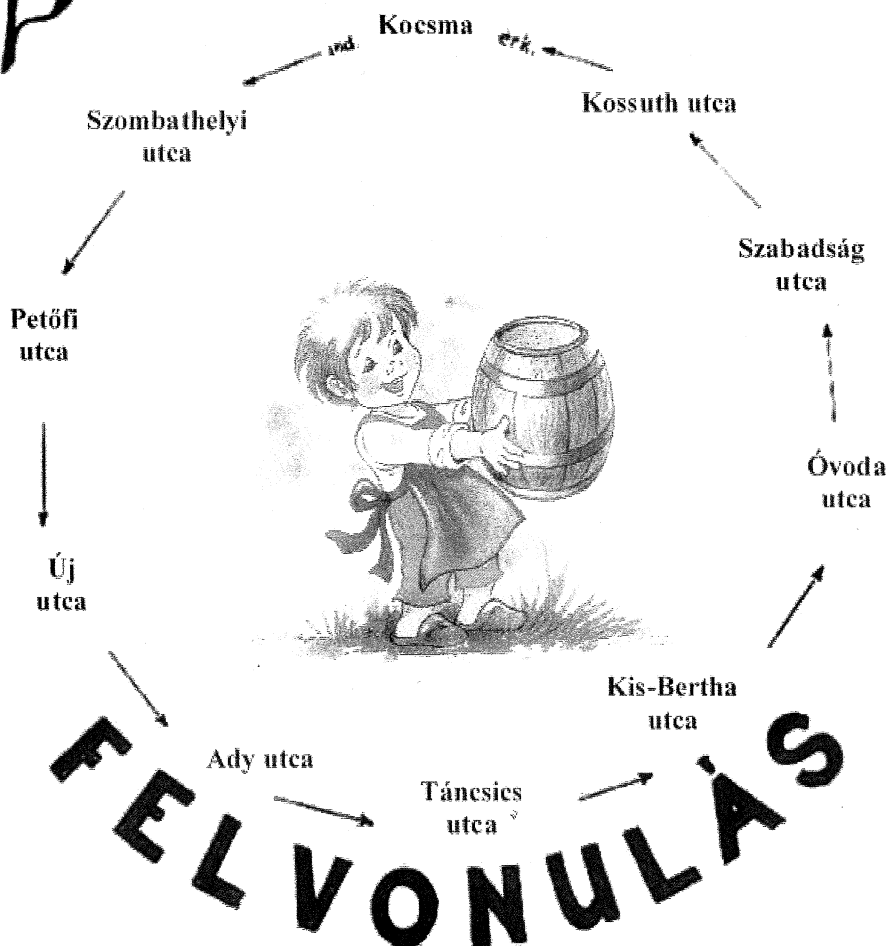 Kocsma
ind.
érk.
Szombathelyi
utca
Petőfi
utca
Új
utca
Ady utca
Táncsics
utca
Kis-Bertha
utca
Óvoda
utca
Szabadság
utca
Kossuth utca
FELVONULÁS